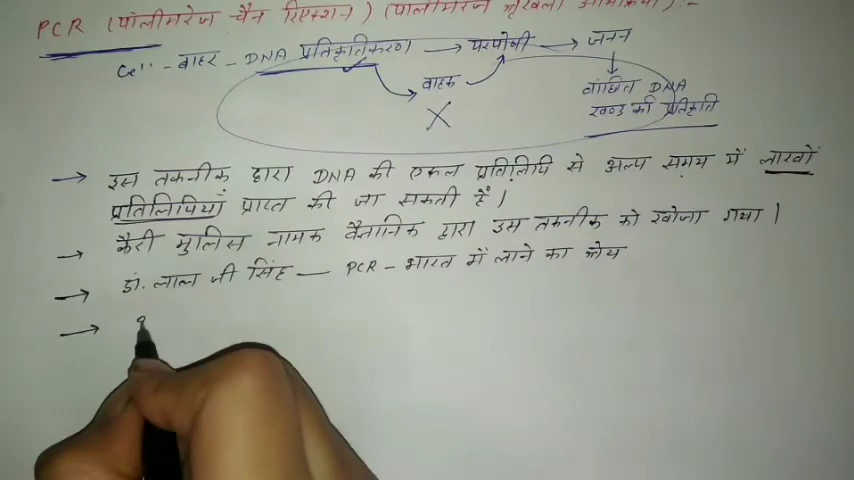 PCR (पॉलीमरेज चैन रिएक्शन) (पॉलीमरेज श्रृंखला अभिक्रिया) :-
Cell - बाहर - DNA प्रतिकृतिकरण → परपोषी → जनन
वाहक
वांछित DNA
खण्ड की प्रतिकृति
→ इस तकनीक द्वारा DNA की एकल प्रतिलिपि से अल्प समय में लाखों
प्रतिलिपियाँ प्राप्त की जा सकती हैं।
→ कैरी मुलिस नामक वैज्ञानिक द्वारा इस तकनीक को खोजा गया।
→ डॉ. लाल जी सिंह — PCR - भारत में लाने का श्रेय
→